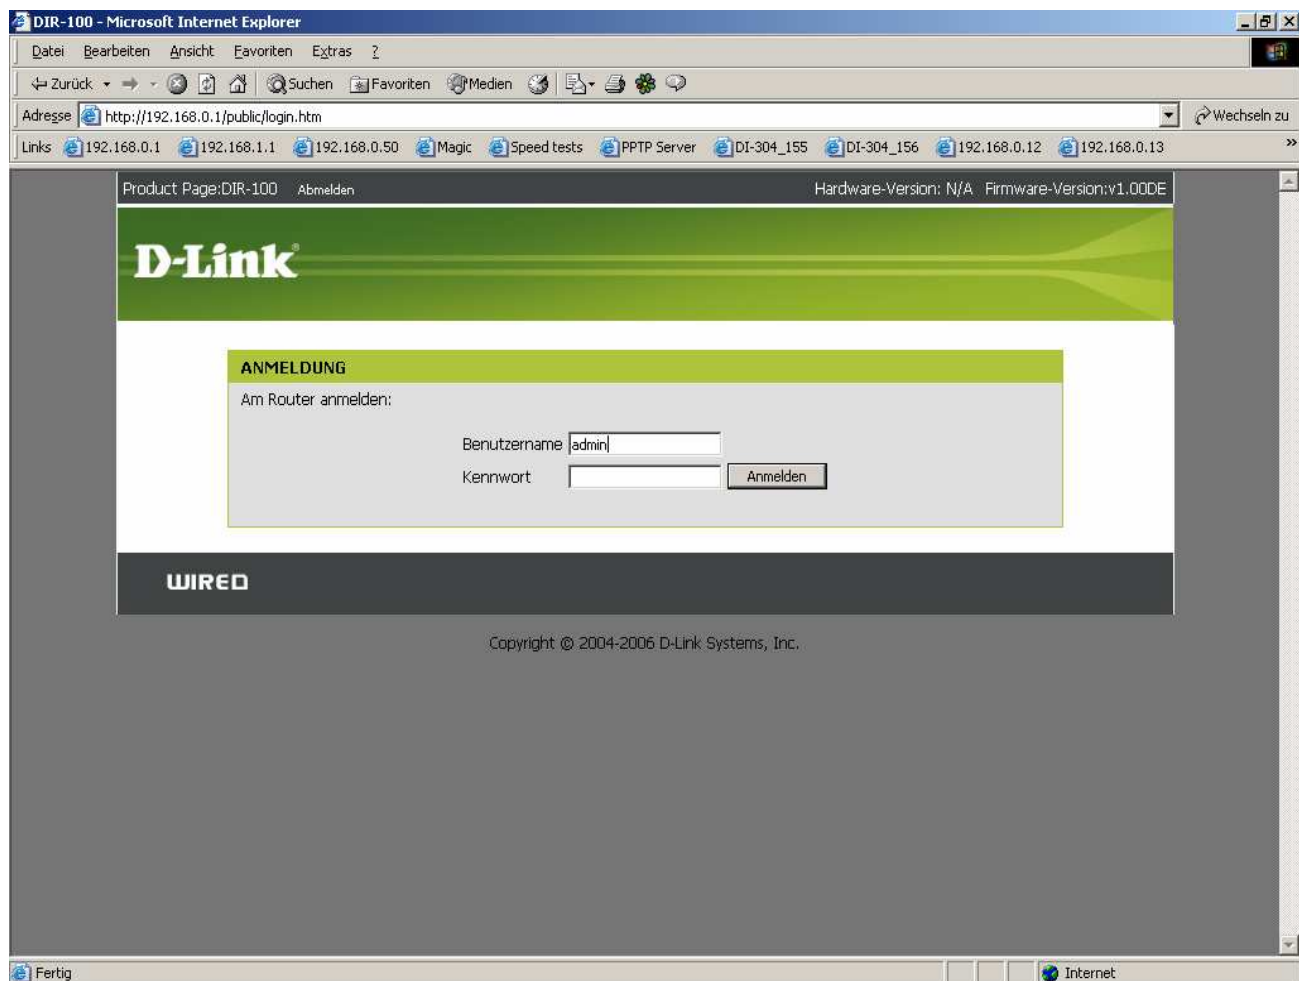 DIR-100 - Microsoft Internet Explorer
Datei Bearbeiten Ansicht Favoriten Extras ?
Zurück Suchen Favoriten Medien
Adresse http://192.168.0.1/public/login.htm Wechseln zu
Links 192.168.0.1 192.168.1.1 192.168.0.50 Magic Speed tests PPTP Server DI-304_155 DI-304_156 192.168.0.12 192.168.0.13 »
Product Page:DIR-100 Abmelden Hardware-Version: N/A Firmware-Version:v1.00DE
D-Link®
ANMELDUNG
Am Router anmelden:
Benutzername admin
Kennwort Anmelden
WIRED
Copyright © 2004-2006 D-Link Systems, Inc.
Fertig Internet